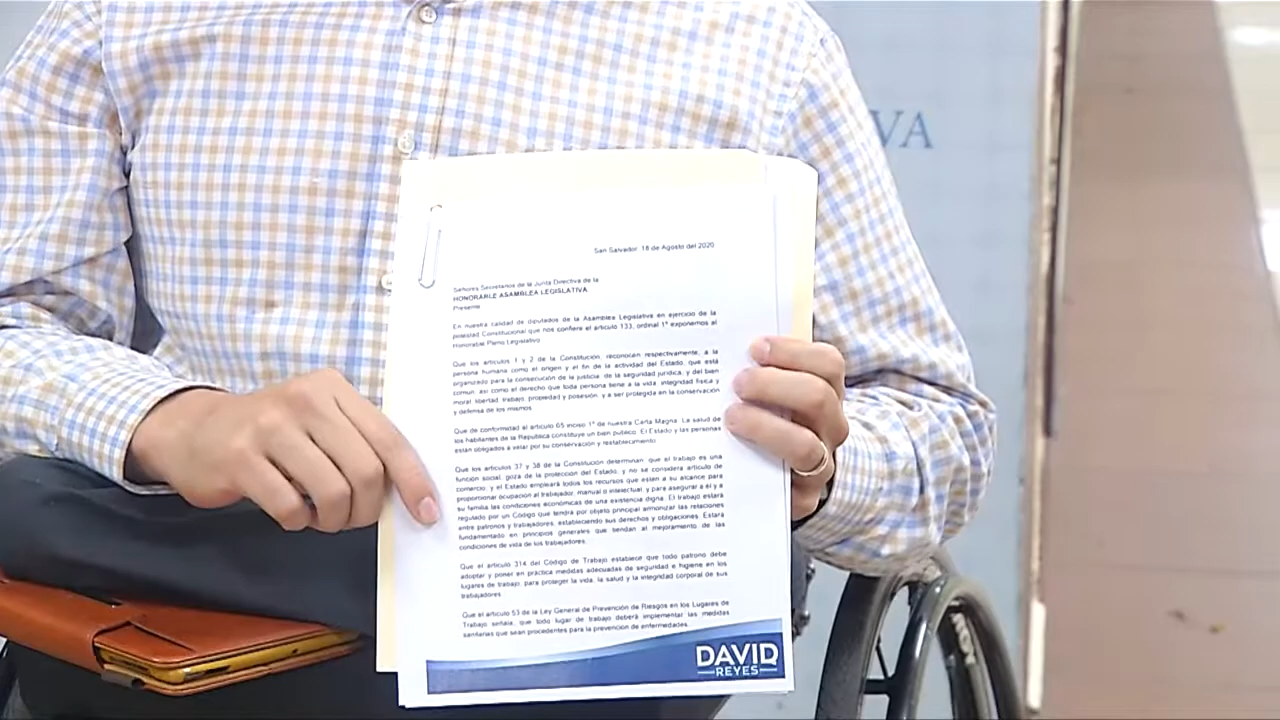 VA
San Salvador, 18 de Agosto del 2020
Señores Secretarios de la Junta Directiva de la
HONORABLE ASAMBLEA LEGISLATIVA
Presente
En nuestra calidad de diputados de la Asamblea Legislativa en ejercicio de la
potestad Constitucional que nos confiere el artículo 133, ordinal 1º exponemos al
Honorable Pleno Legislativo
Que los artículos 1 y 2 de la Constitución, reconocen respectivamente, a la
persona humana como el origen y el fin de la actividad del Estado, que está
organizado para la consecución de la justicia, de la seguridad jurídica, y del bien
común, así como el derecho que toda persona tiene a la vida, integridad física y
moral, libertad, trabajo, propiedad y posesión, y a ser protegida en la conservación
y defensa de los mismos.
Que de conformidad al artículo 65 inciso 1º de nuestra Carta Magna: La salud de
los habitantes de la República constituye un bien público. El Estado y las personas
están obligados a velar por su conservación y restablecimiento.
Que los artículos 37 y 38 de la Constitución determinan, que el trabajo es una
función social, goza de la protección del Estado, y no se considera artículo de
comercio, y el Estado empleará todos los recursos que estén a su alcance para
proporcionar ocupación al trabajador, manual o intelectual, y para asegurar a él y a
su familia las condiciones económicas de una existencia digna. El trabajo estará
regulado por un Código que tendrá por objeto principal armonizar las relaciones
entre patronos y trabajadores, estableciendo sus derechos y obligaciones. Estará
fundamentado en principios generales que tiendan al mejoramiento de las
condiciones de vida de los trabajadores.
Que el artículo 314 del Código de Trabajo establece que todo patrono debe
adoptar y poner en práctica medidas adecuadas de seguridad e higiene en los
lugares de trabajo, para proteger la vida, la salud y la integridad corporal de sus
trabajadores
Que el artículo 53 de la Ley General de Prevención de Riesgos en los Lugares de
Trabajo señala, que todo lugar de trabajo deberá implementar las medidas
sanitarias que sean procedentes para la prevención de enfermedades.
DAVID
REYES